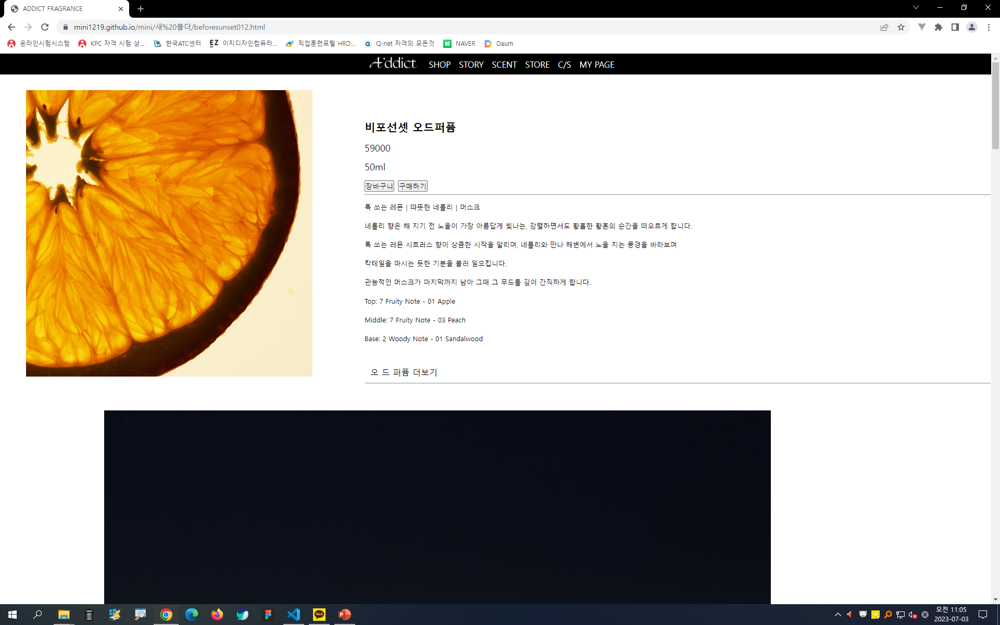 ADDICT FRAGRANCE
mini1219.github.io/mini/새%20폴더/beforesunset012.html
온라인시험시스템 KPC 자격 시험 상... 한국ATC센터 EZ 이지디자인컴퓨터... 직업훈련포털 HRD... Q Q-net 자격의 모든것 N NAVER D Daum
A'ddict SHOP STORY SCENT STORE C/S MY PAGE
비포선셋 오드퍼퓸
59000
50ml
장바구니 구매하기
톡 쏘는 레몬 | 따뜻한 네롤리 | 머스크
네롤리 향은 해 지기 전 노을이 가장 아름답게 빛나는, 강렬하면서도 황홀한 황혼의 순간을 떠오르게 합니다.
톡 쏘는 레몬 시트러스 향이 상큼한 시작을 알리며, 네롤리와 만나 해변에서 노을 지는 풍경을 바라보며
칵테일을 마시는 듯한 기분을 불러 일으킵니다.
관능적인 머스크가 마지막까지 남아 그때 그 무드를 깊이 간직하게 합니다.
Top: 7 Fruity Note - 01 Apple
Middle: 7 Fruity Note - 03 Peach
Base: 2 Woody Note - 01 Sandalwood
오 드 퍼퓸 더보기
TALK
오전 11:05
2023-07-03